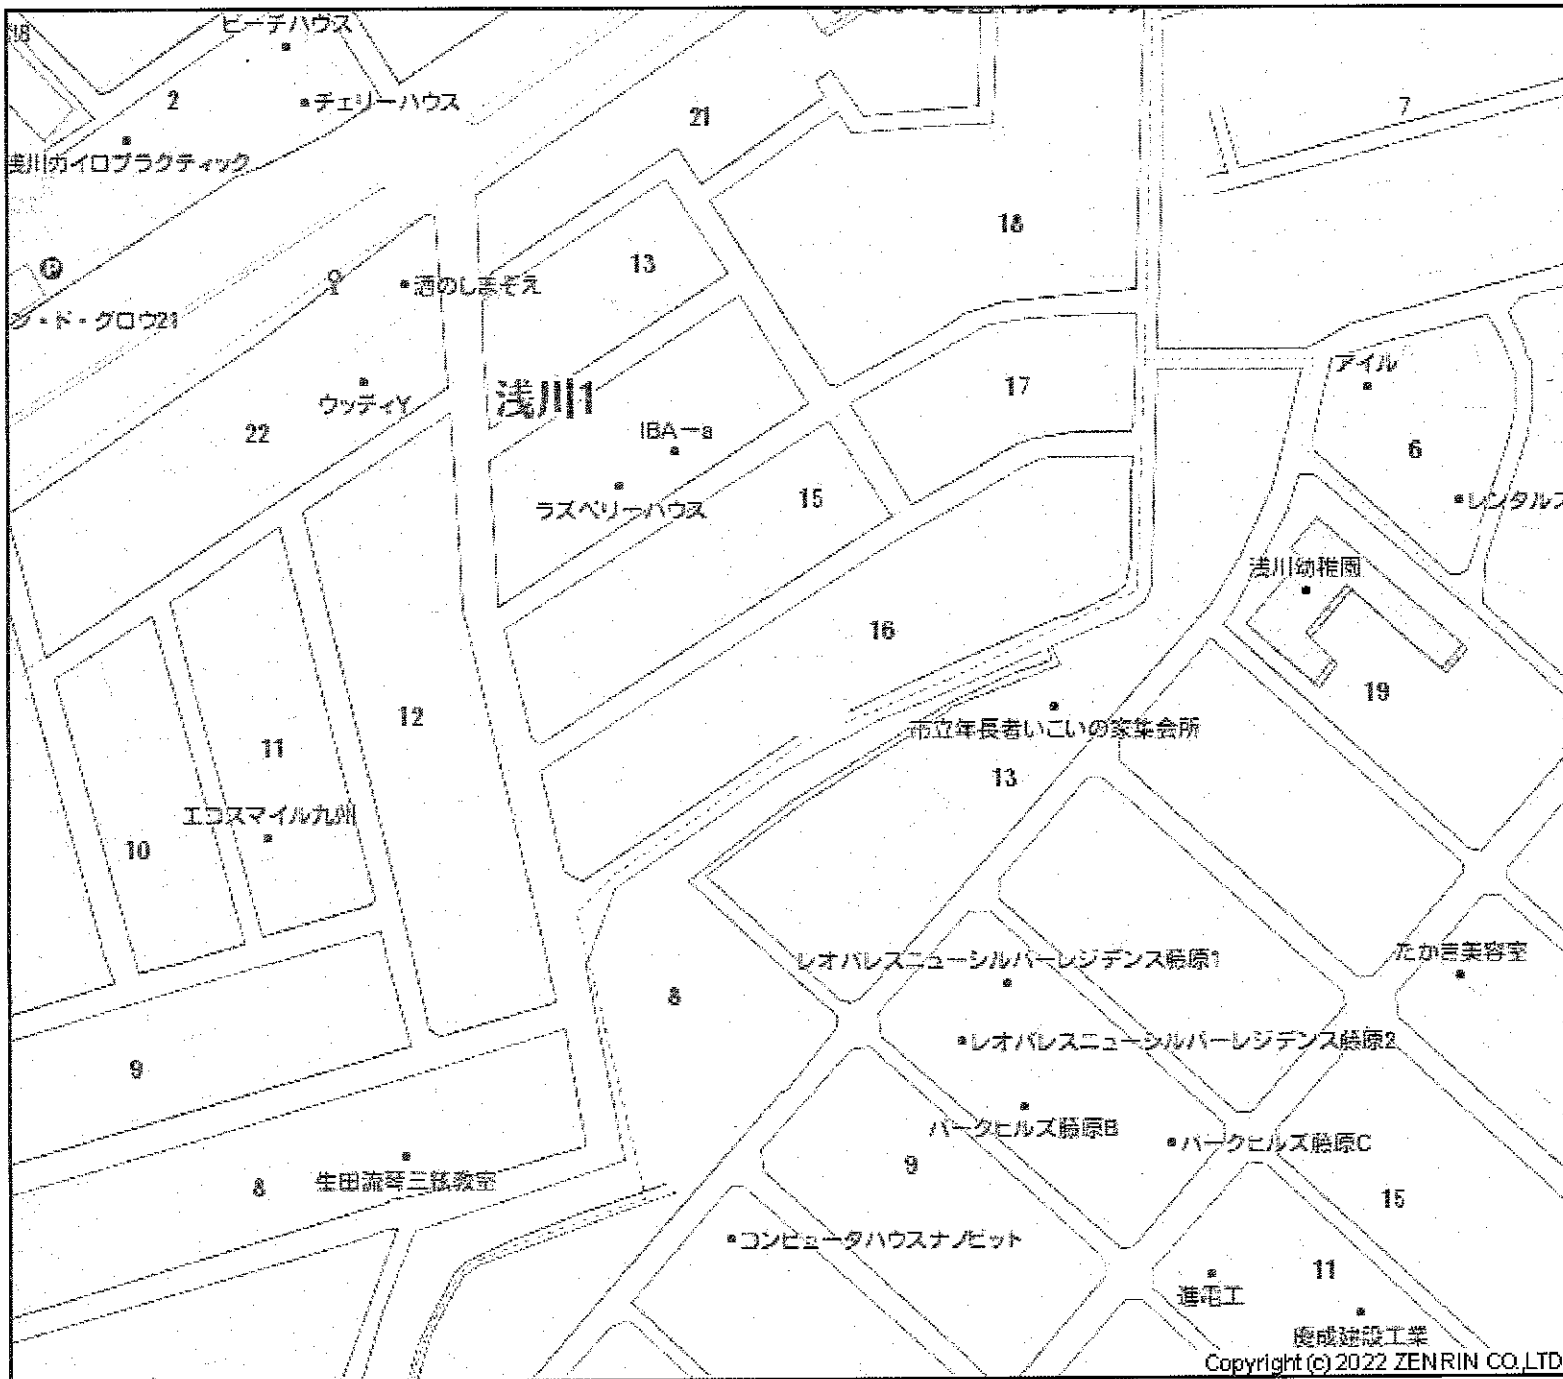 ビーチハウス
2
チェリーハウス
21
7
浅川カイロプラクティック
18
13
P
酒のしまぞえ
ン・ド・グロウ21
アイル
17
ウッディY
浅川1
22
IBA-a
6
15
レンタルス
ラズベリーハウス
浅川幼稚園
16
19
12
市立年長者いこいの家集会所
11
13
エコスマイル九州
10
たかき美容室
レオパレスニューシルバーレジデンス藤原1
8
レオパレスニューシルバーレジデンス藤原2
9
パークヒルズ藤原B
パークヒルズ藤原C
9
生田流琴三絃教室
8
15
コンピュータハウスナノビット
11
進電工
慶成建設工業
Copyright (c) 2022 ZENRIN CO.,LTD